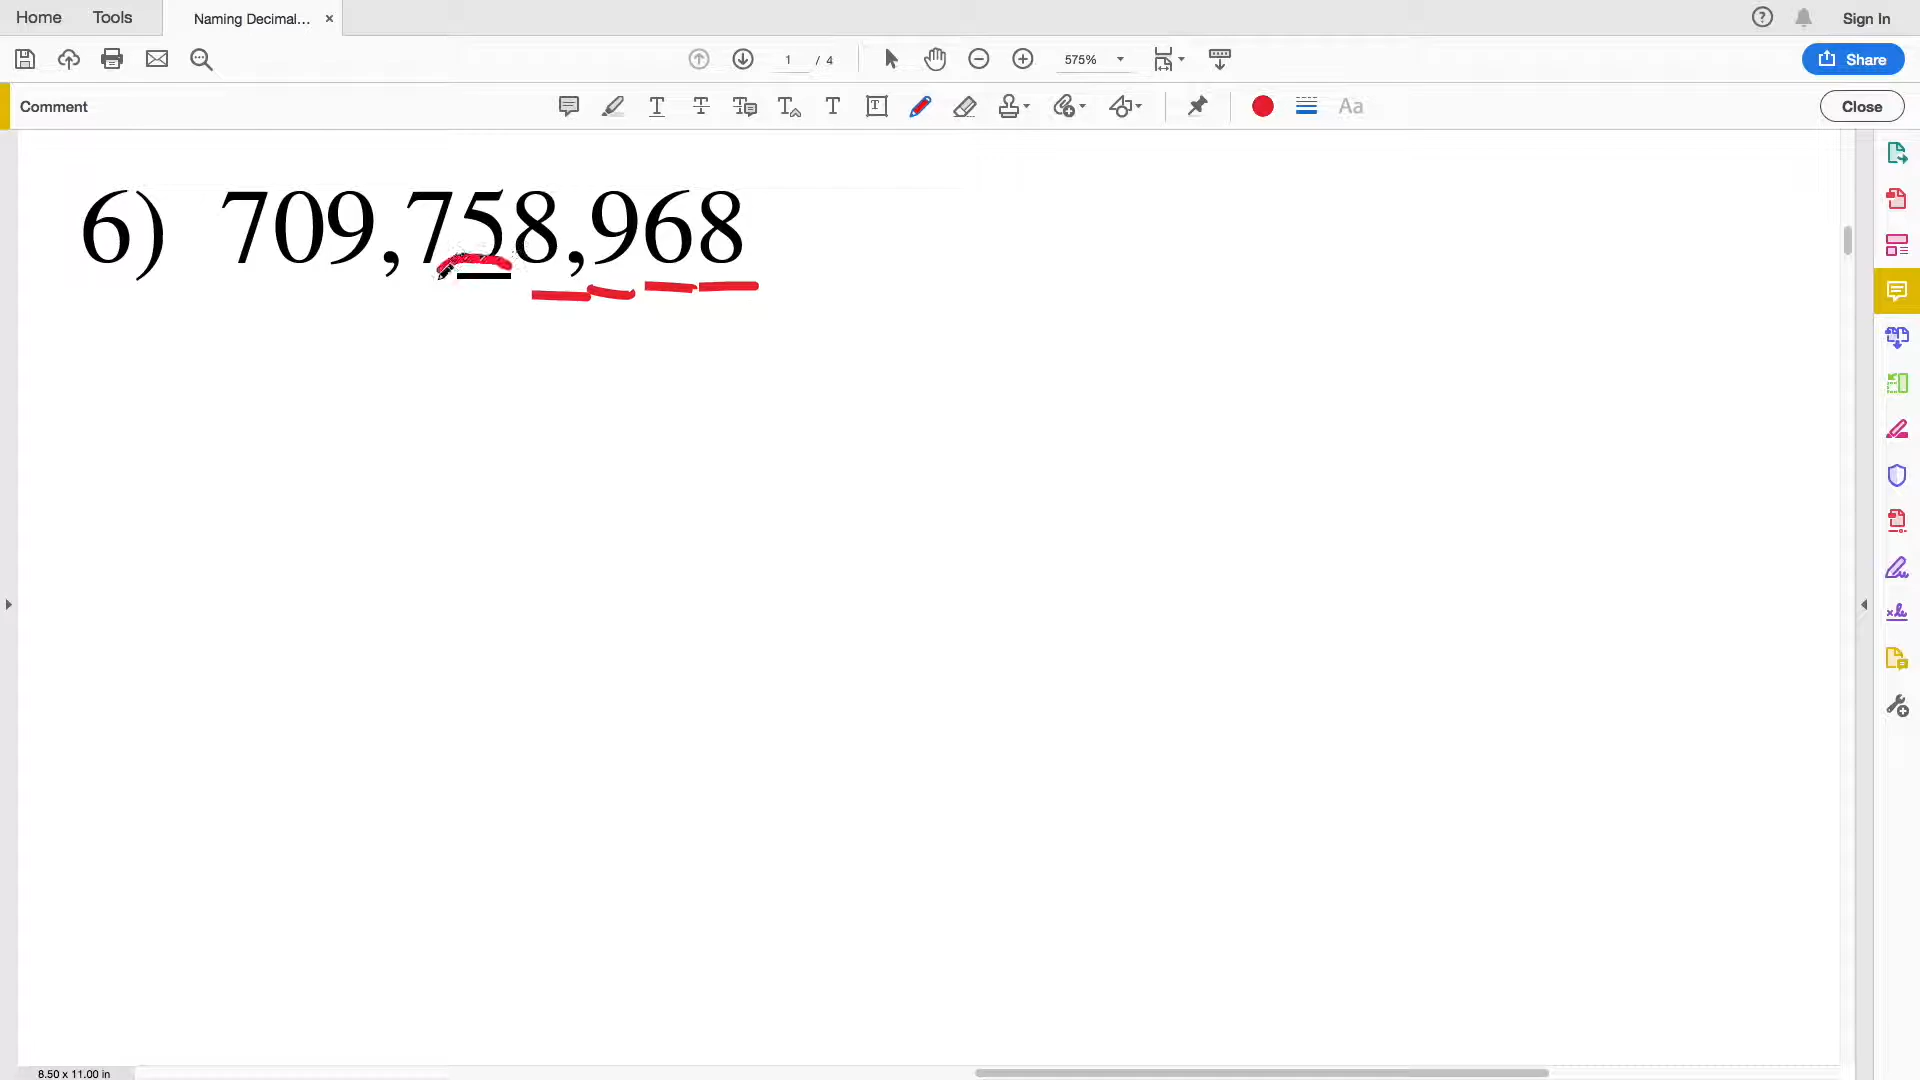 Home Tools Naming Decimal... × Sign In
1 / 4 575% Share
Comment Aa Close
6) 709,758,968
8.50 x 11.00 in